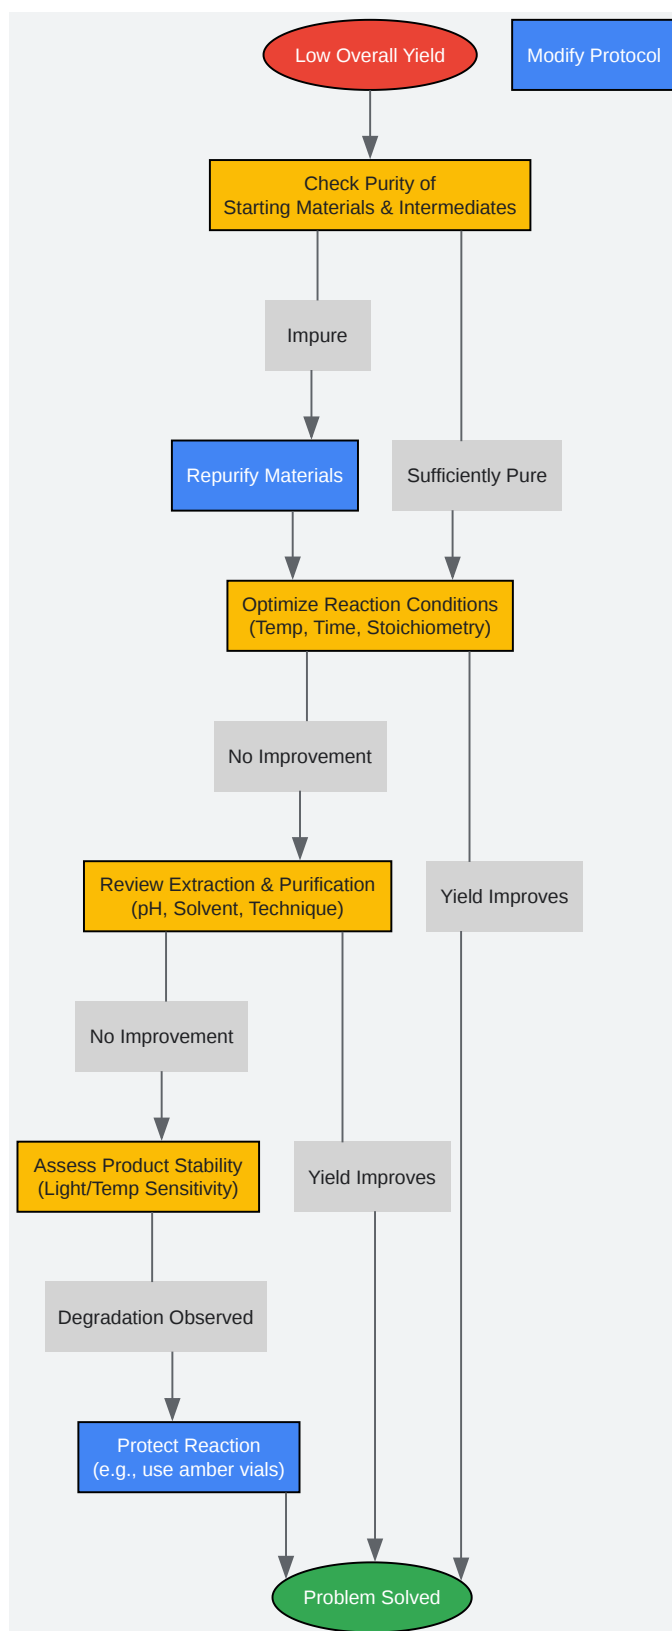 Low Overall Yield
Modify Protocol
Check Purity of
Starting Materials & Intermediates
Impure
Repurify Materials
Sufficiently Pure
Optimize Reaction Conditions
(Temp, Time, Stoichiometry)
No Improvement
Review Extraction & Purification
(pH, Solvent, Technique)
Yield Improves
No Improvement
Assess Product Stability
(Light/Temp Sensitivity)
Yield Improves
Degradation Observed
Protect Reaction
(e.g., use amber vials)
Problem Solved